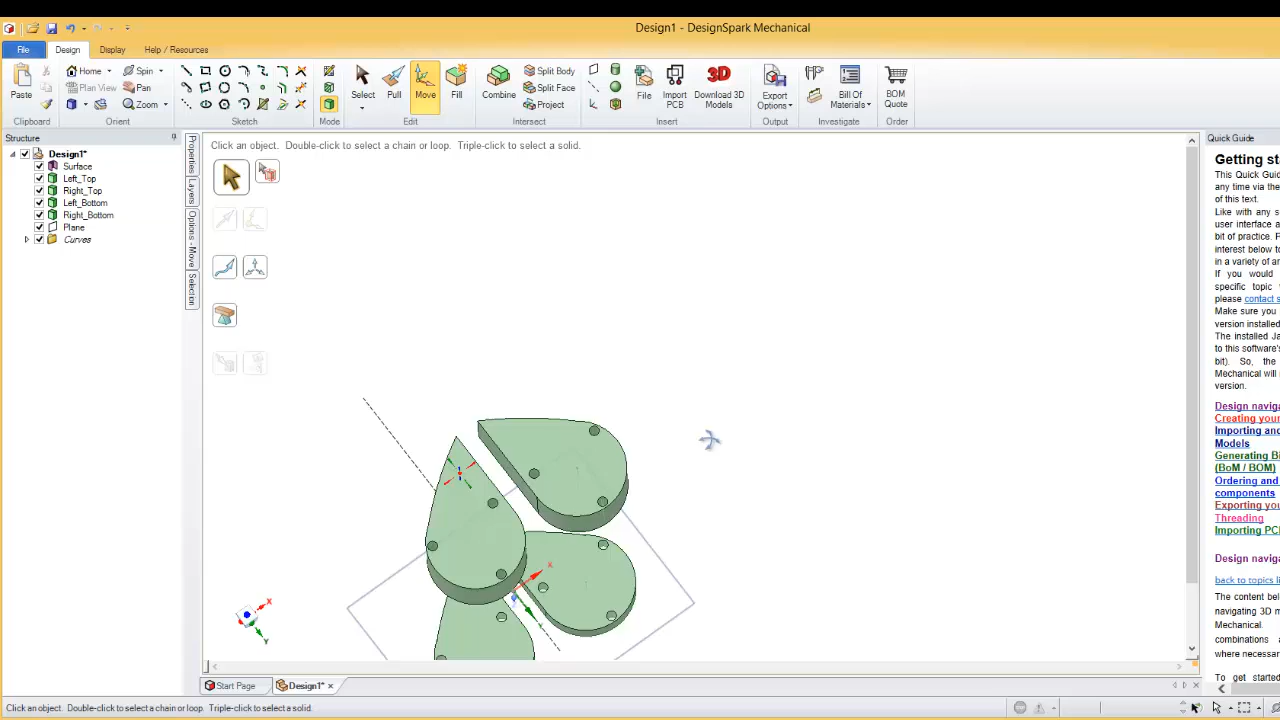 Design1 - DesignSpark Mechanical
File Design Display Help / Resources
Paste
Home
Plan View
Spin
Pan
Zoom
Select
Pull
Move
Fill
Combine
Split Body
Split Face
Project
File
Import PCB
Download 3D Models
Export Options
Bill Of Materials
BOM Quote
Clipboard Orient Sketch Mode Edit Intersect Insert Output Investigate Order
Structure
Design1*
Surface
Left_Top
Right_Top
Left_Bottom
Right_Bottom
Plane
Curves
Properties
Layers
Options - Move
Selection
Click an object. Double-click to select a chain or loop. Triple-click to select a solid.
X
Y
X
Y
Quick Guide
Getting sta
This Quick Guid
any time via the
of this text.
Like with any s
user interface a
bit of practice. F
interest below to
in a variety of ar
If you would
specific topic
please contact s
Make sure you
version installed
The installed Ja
to this software's
bit). So, the
Mechanical will
version.
Design navig
Creating your
Importing and
Models
Generating Bi
(BoM / BOM)
Ordering and
components
Exporting you
Threading
Importing PC
Design navig
back to topics li
The content bel
navigating 3D m
Mechanical.
combinations a
where necessar
To get started
Start Page
Design1*
Click an object. Double-click to select a chain or loop. Triple-click to select a solid.